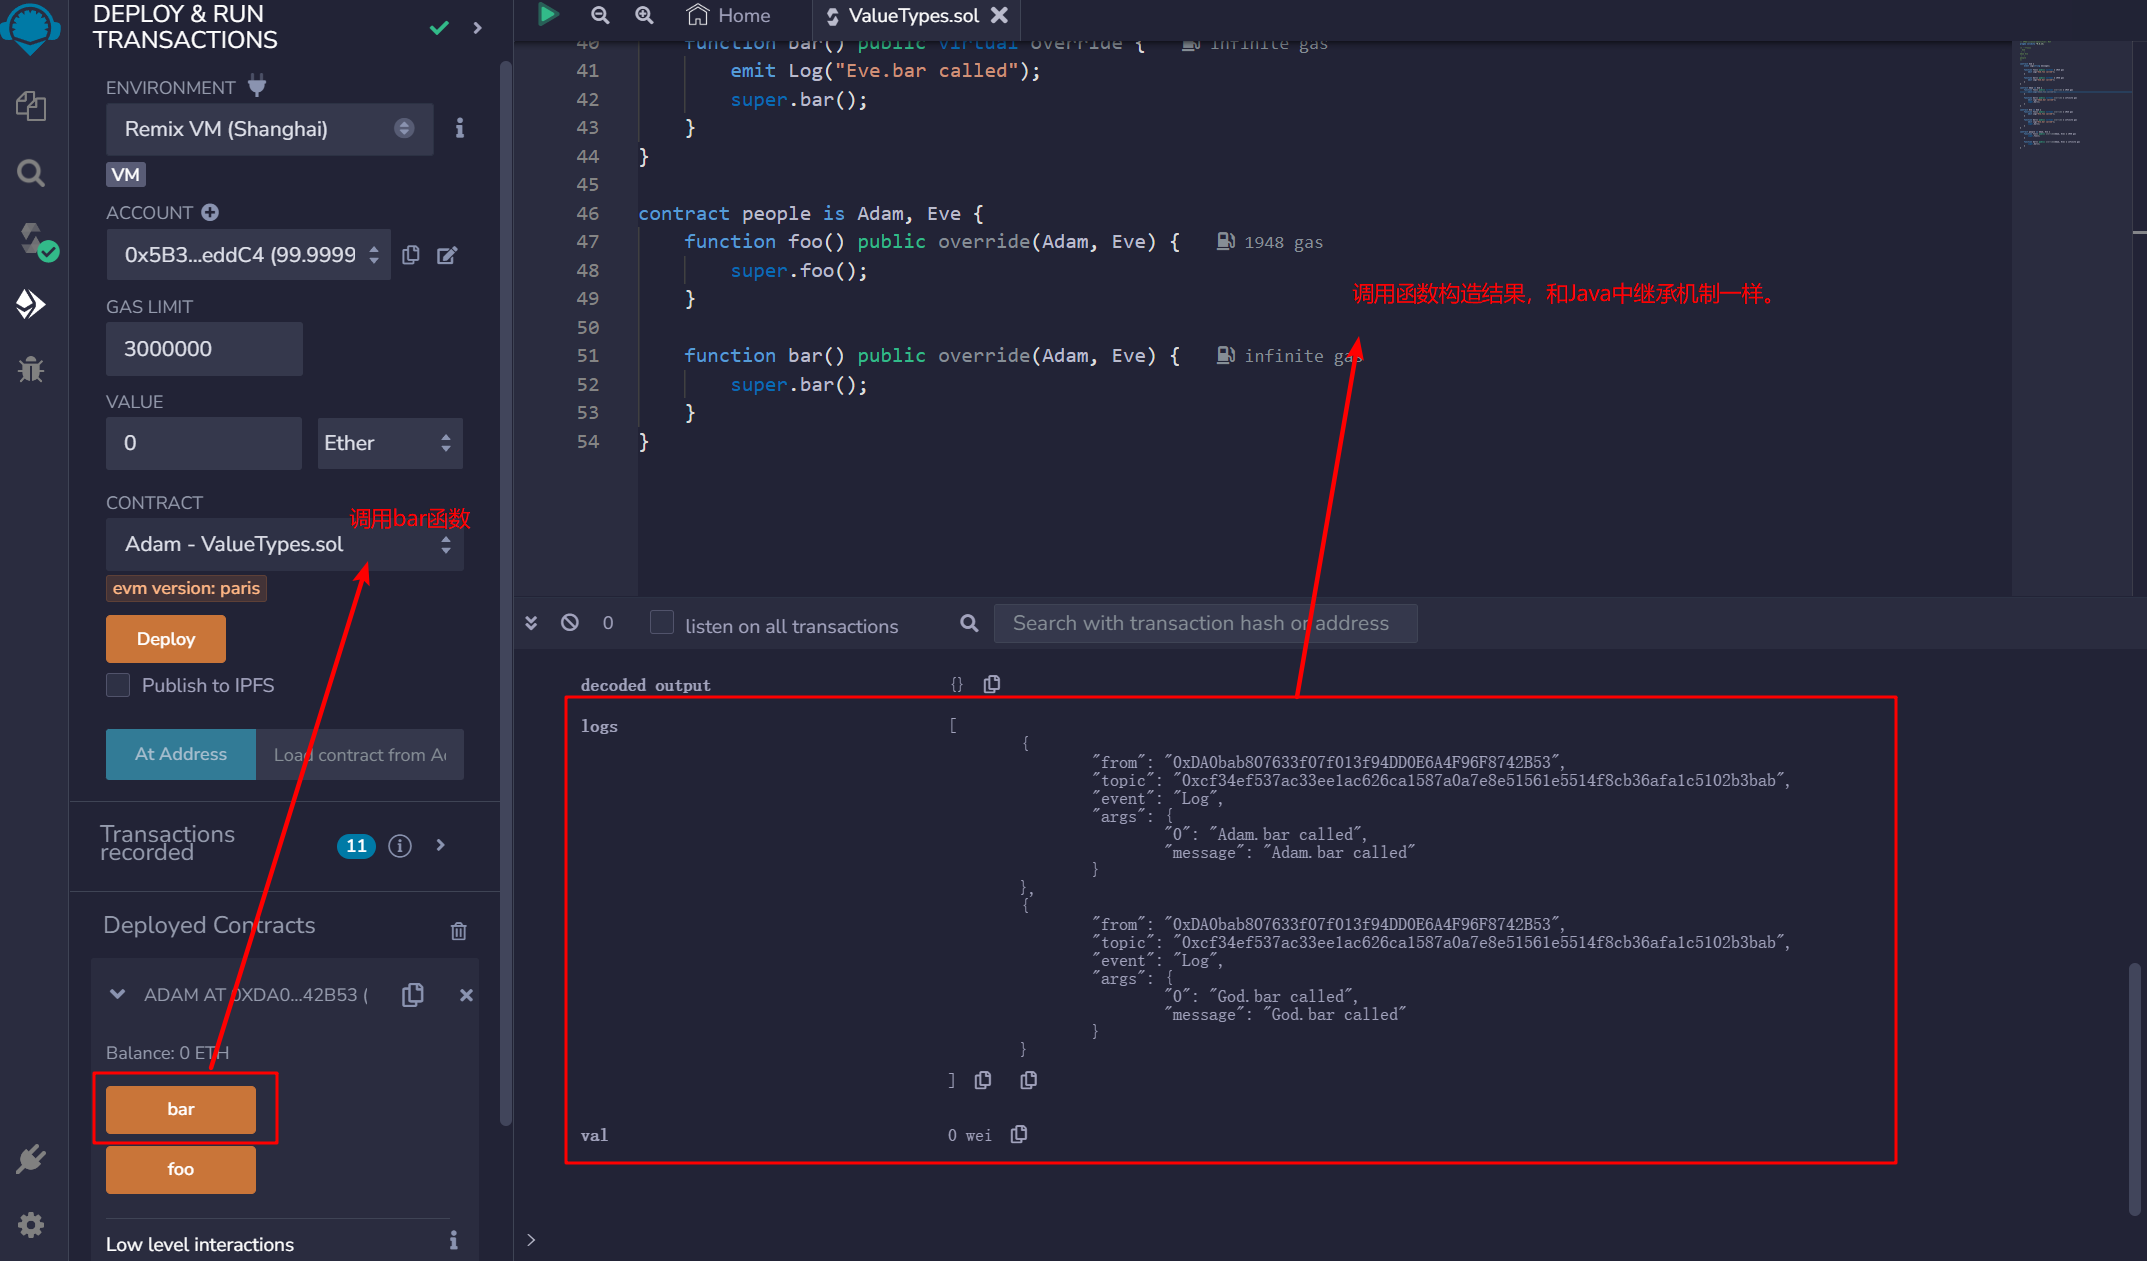 DEPLOY & RUN
TRANSACTIONS
ENVIRONMENT
Remix VM (Shanghai)
VM
ACCOUNT
0x5B3...eddC4 (99.9999
GAS LIMIT
3000000
VALUE
0
Ether
CONTRACT
调用bar函数
Adam - ValueTypes.sol
evm version: paris
Deploy
Publish to IPFS
At Address
Load contract from Ac
Transactions
recorded
11
Deployed Contracts
ADAM AT 0XDA0...42B53 (
Balance: 0 ETH
bar
foo
Low level interactions
Home
ValueTypes.sol
40 function bar() public virtual override { infinite gas
41 emit Log("Eve.bar called");
42 super.bar();
43 }
44 }
45
46 contract people is Adam, Eve {
47 function foo() public override(Adam, Eve) { 1948 gas
48 super.foo();
49 }
调用函数构造结果，和Java中继承机制一样。
50
51 function bar() public override(Adam, Eve) { infinite gas
52 super.bar();
53 }
54 }
0
listen on all transactions
Search with transaction hash or address
decoded output {}
logs [
{
"from": "0xDA0bab807633f07f013f94DD0E6A4F96F8742B53",
"topic": "0xcf34ef537ac33ee1ac626ca1587a0a7e8e51561e5514f8cb36afa1c5102b3bab",
"event": "Log",
"args": {
"0": "Adam.bar called",
"message": "Adam.bar called"
}
},
{
"from": "0xDA0bab807633f07f013f94DD0E6A4F96F8742B53",
"topic": "0xcf34ef537ac33ee1ac626ca1587a0a7e8e51561e5514f8cb36afa1c5102b3bab",
"event": "Log",
"args": {
"0": "God.bar called",
"message": "God.bar called"
}
}
]
val 0 wei
>